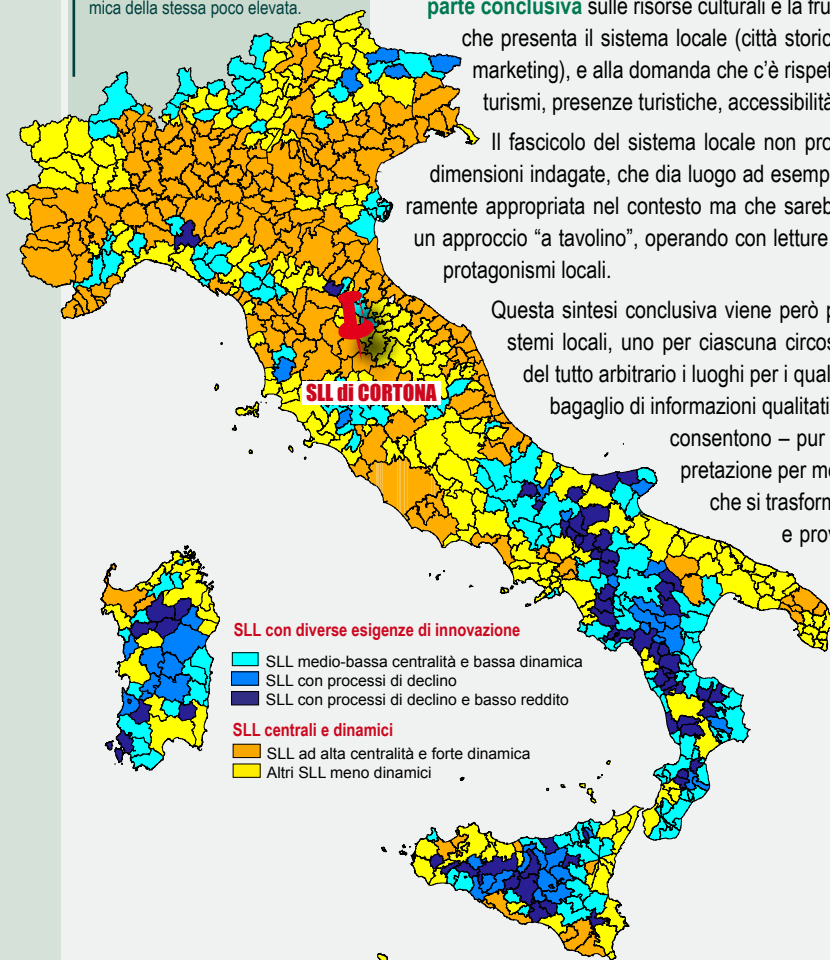 mica della stessa poco elevata.
parte conclusiva sulle risorse culturali e la fru
che presenta il sistema locale (città storic
marketing), e alla domanda che c'è rispet
turismi, presenze turistiche, accessibilità
Il fascicolo del sistema locale non pro
dimensioni indagate, che dia luogo ad esemp
ramente appropriata nel contesto ma che sareb
un approccio “a tavolino”, operando con letture
protagonismi locali.
Questa sintesi conclusiva viene però p
stemi locali, uno per ciascuna circos
del tutto arbitrario i luoghi per i qual
bagaglio di informazioni qualitati
consentono – pur
pretazione per me
che si trasform
e prov
SLL di CORTONA
SLL con diverse esigenze di innovazione
SLL medio-bassa centralità e bassa dinamica
SLL con processi di declino
SLL con processi di declino e basso reddito
SLL centrali e dinamici
SLL ad alta centralità e forte dinamica
Altri SLL meno dinamici